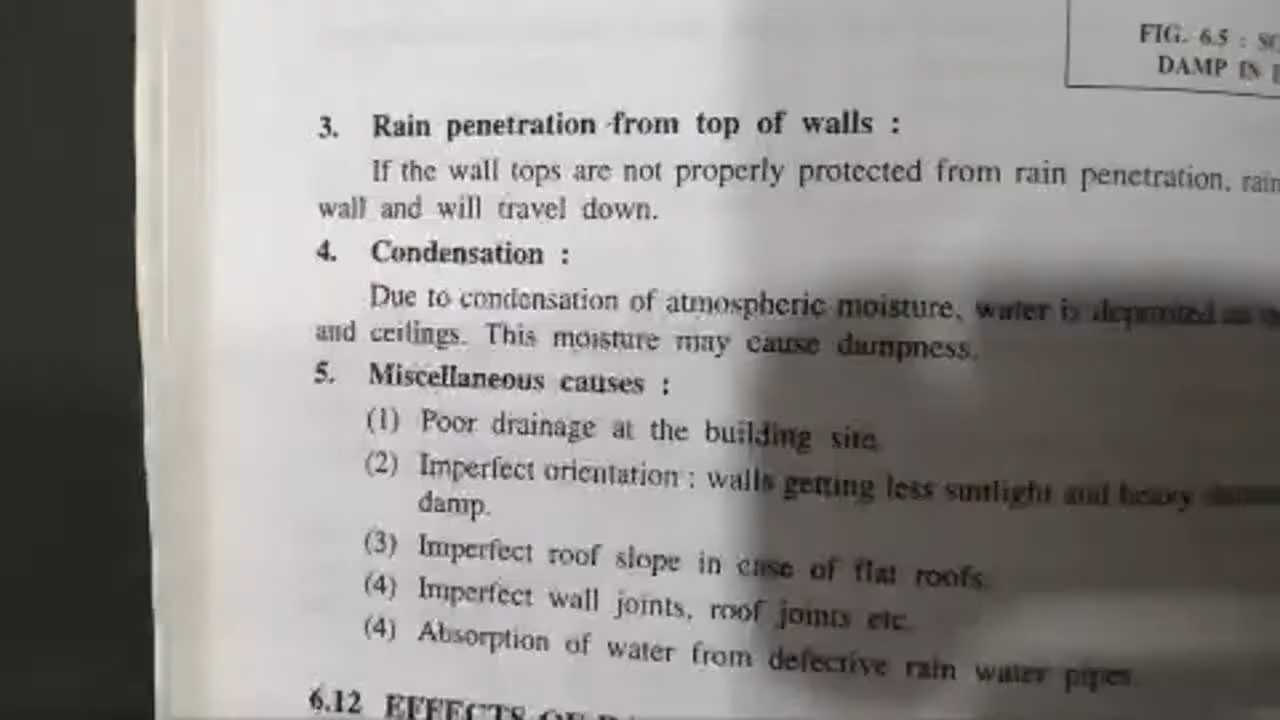 FIG. 6.5 :
DAMP IN
3. Rain penetration from top of walls :
If the wall tops are not properly protected from rain penetration, rain
wall and will travel down.
4. Condensation :
Due to condensation of atmospheric moisture, water is deposited
and ceilings. This moisture may cause dampness.
5. Miscellaneous causes :
(1) Poor drainage at the building site.
(2) Imperfect orientation : walls getting less sunlight and heavy
damp.
(3) Imperfect roof slope in case of flat roofs.
(4) Imperfect wall joints, roof joints etc.
(4) Absorption of water from defective rain water pipes.
6.12 EFFECTS OF